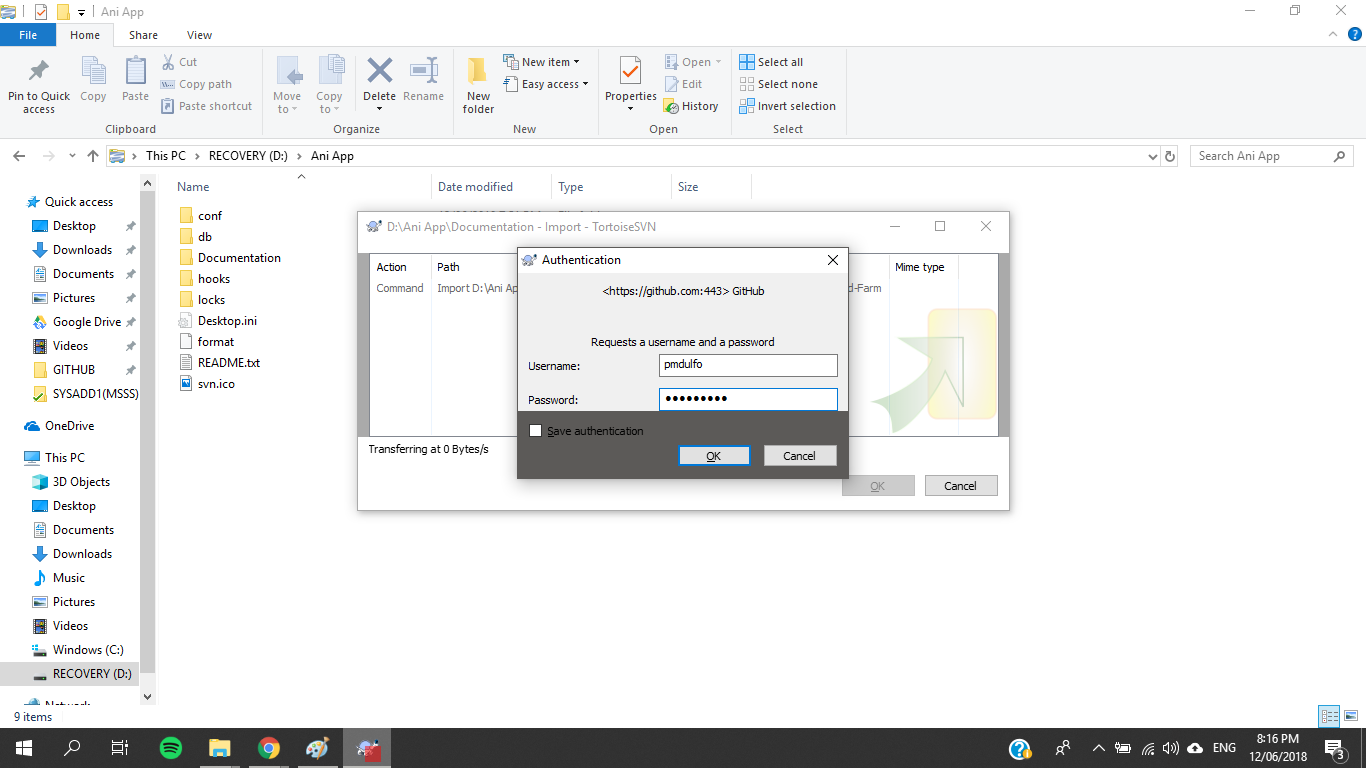 Ani App
File Home Share View
Pin to Quick access
Copy
Paste
Cut
Copy path
Paste shortcut
Clipboard
Move to
Copy to
Delete
Rename
Organize
New folder
New item
Easy access
New
Properties
Open
Edit
History
Open
Select all
Select none
Invert selection
Select
This PC RECOVERY (D:) Ani App
Search Ani App
Quick access
Desktop
Downloads
Documents
Pictures
Google Drive
Videos
GITHUB
SYSADD1(MSSS)
OneDrive
This PC
3D Objects
Desktop
Documents
Downloads
Music
Pictures
Videos
Windows (C:)
RECOVERY (D:)
Network
Name Date modified Type Size
conf
db
Documentation
hooks
locks
Desktop.ini
format
README.txt
svn.ico
D:\Ani App\Documentation - Import - TortoiseSVN
Action Path Mime type
Command Import D:\Ani Ap d-Farm
Transferring at 0 Bytes/s
OK Cancel
Authentication
<https://github.com:443> GitHub
Requests a username and a password
Username: pmdulfo
Password: ●●●●●●●●●
Save authentication
OK Cancel
9 items
ENG
8:16 PM
12/06/2018
3